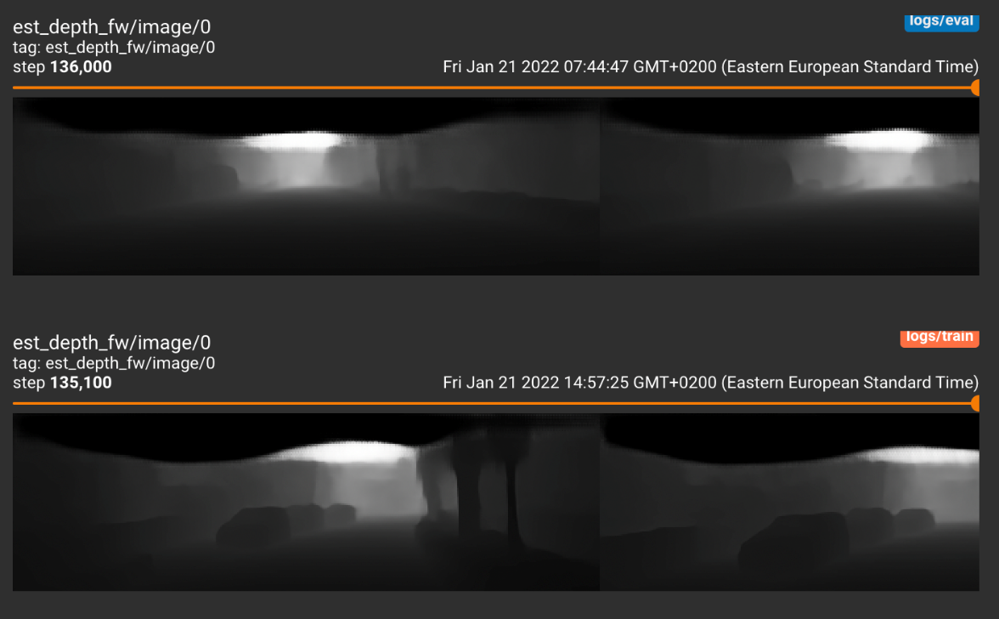 est_depth_fw/image/0
logs/eval
tag: est_depth_fw/image/0
step 136,000
Fri Jan 21 2022 07:44:47 GMT+0200 (Eastern European Standard Time)
est_depth_fw/image/0
logs/train
tag: est_depth_fw/image/0
step 135,100
Fri Jan 21 2022 14:57:25 GMT+0200 (Eastern European Standard Time)